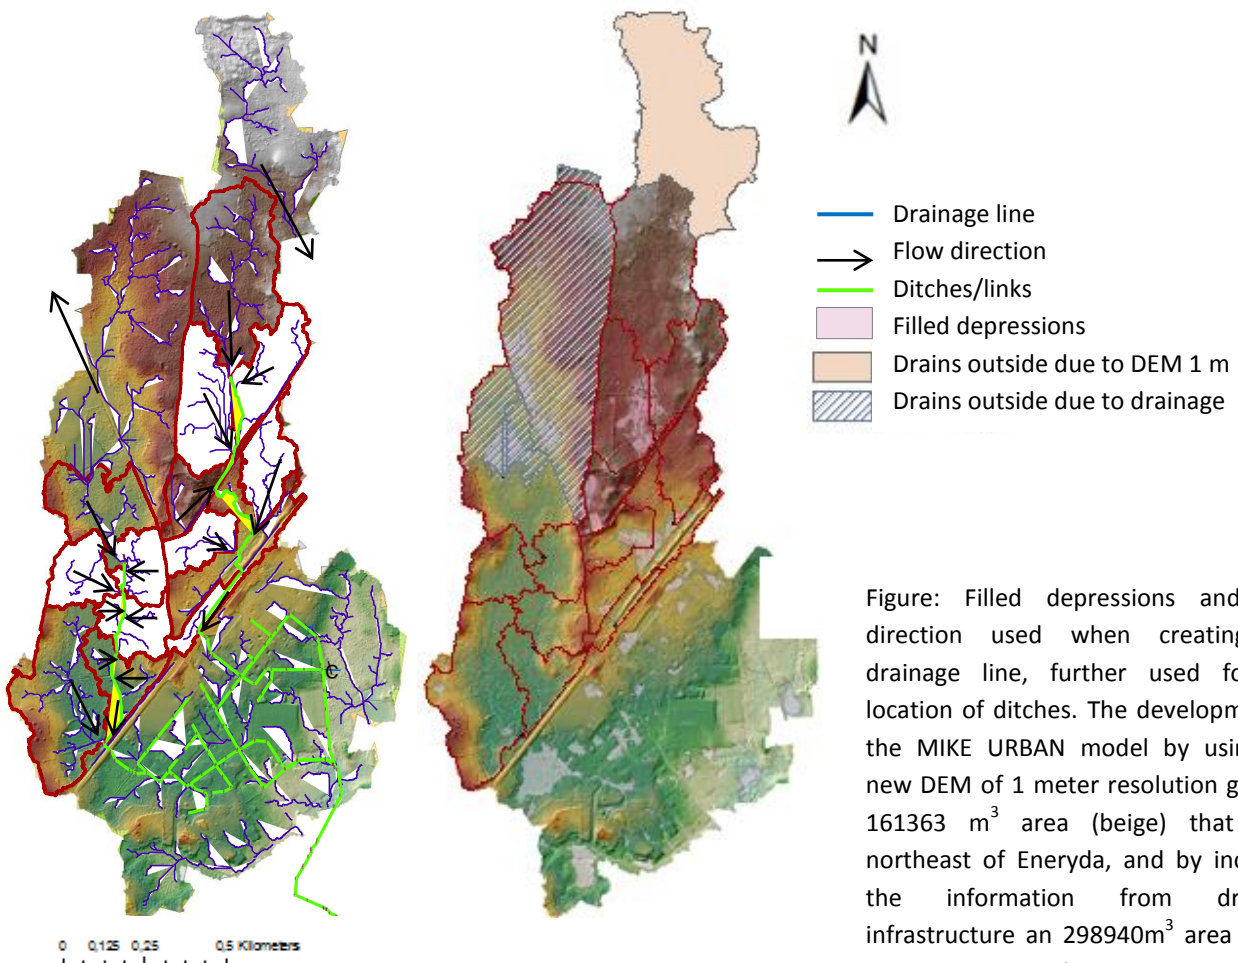 N
Drainage line
Flow direction
Ditches/links
Filled depressions
Drains outside due to DEM 1 m
Drains outside due to drainage
Figure: Filled depressions and
direction used when creating
drainage line, further used fo
location of ditches. The developm
the MIKE URBAN model by usin
new DEM of 1 meter resolution g
161363 m³ area (beige) that
northeast of Eneryda, and by inc
the information from dr
infrastructure an 298940m³ area
C
0 0,125 0,25 0,5 Kilometers